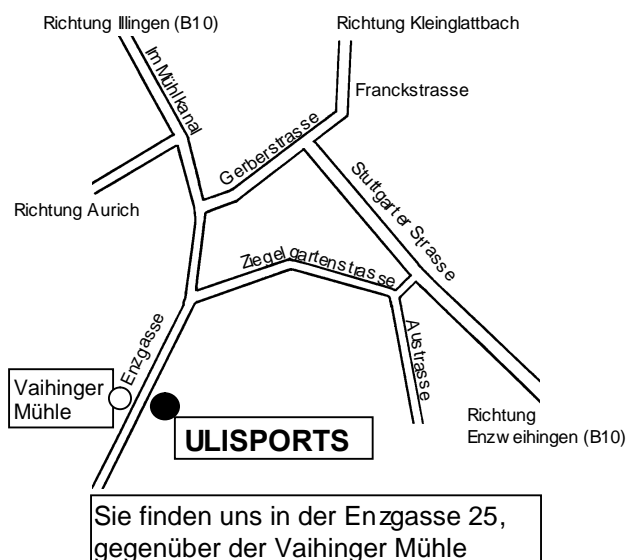 Richtung Illingen (B10)
Richtung Kleinglattbach
Im Mühlkanal
Franckstrasse
Gerberstrasse
Stuttgarter Strasse
Richtung Aurich
Ziegelgartenstrasse
Enzgasse
Austrasse
Vaihinger
Mühle
ULISPORTS
Richtung
Enzweihingen (B10)
Sie finden uns in der Enzgasse 25,
gegenüber der Vaihinger Mühle